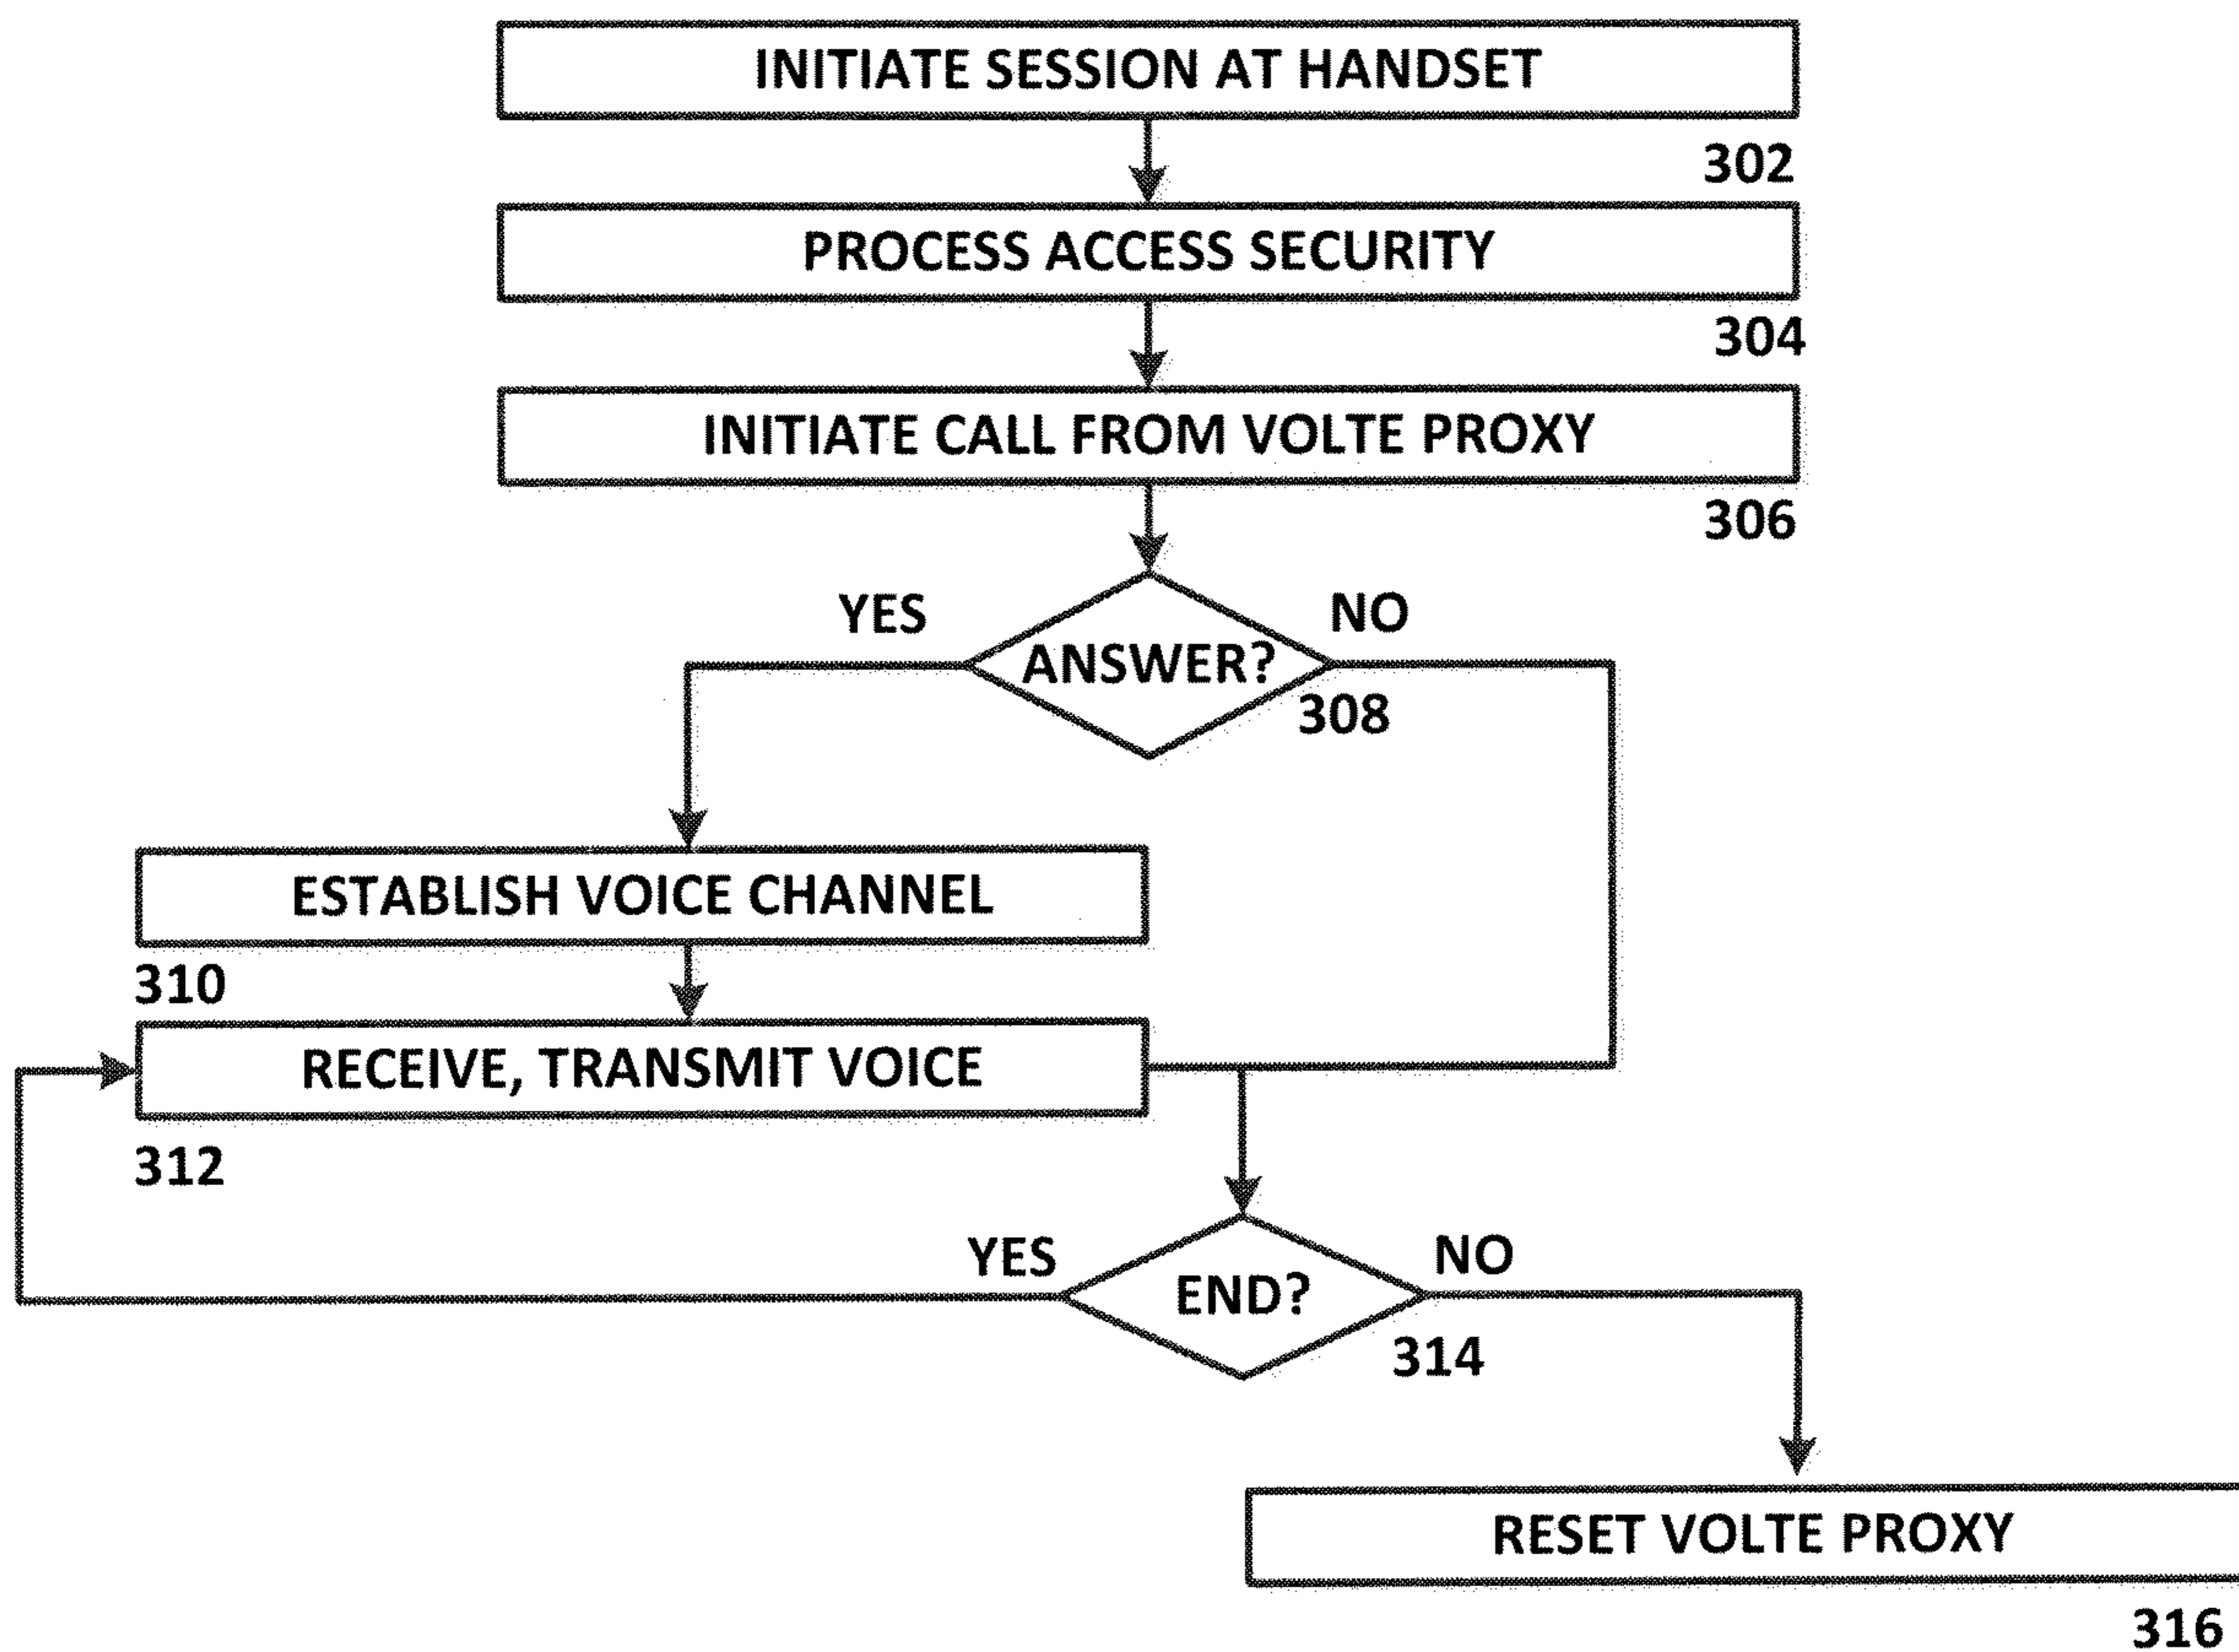 INITIATE SESSION AT HANDSET
302
PROCESS ACCESS SECURITY
304
INITIATE CALL FROM VOLTE PROXY
306
YES
NO
ANSWER?
308
ESTABLISH VOICE CHANNEL
310
RECEIVE, TRANSMIT VOICE
312
YES
NO
END?
314
RESET VOLTE PROXY
316